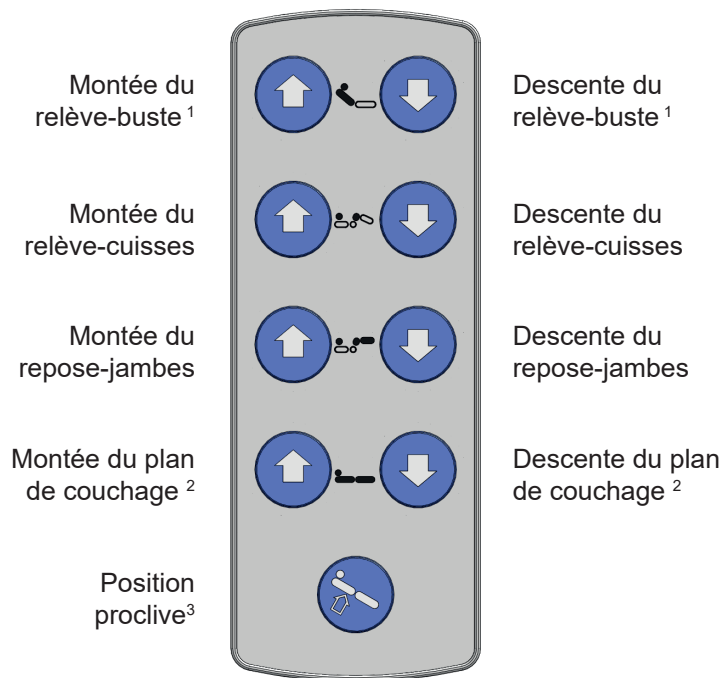 Montée du
relève-buste ¹
Descente du
relève-buste ¹
Montée du
relève-cuisses
Descente du
relève-cuisses
Montée du
repose-jambes
Descente du
repose-jambes
Montée du plan
de couchage ²
Descente du plan
de couchage ²
Position
proclive³